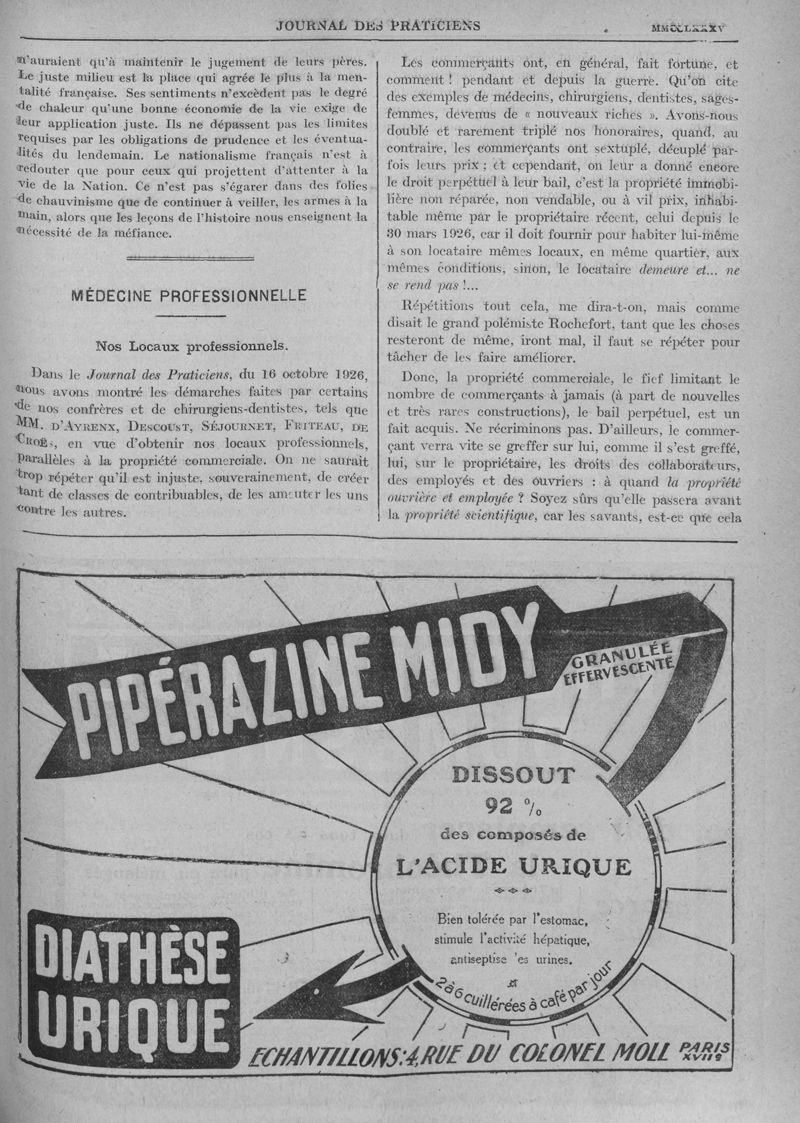 JOURNAL DES PRATICIENS
MMCCLXXXV
n'auraient qu'à maintenir le jugement de leurs pères.
Le juste milieu est la place qui agrée le plus à la men-
talité française. Ses sentiments n'excèdent pas le degré
de chaleur qu'une bonne économie de la vie exige de
leur application juste. Ils ne dépassent pas les limites
requises par les obligations de prudence et les éventua-
lités du lendemain. Le nationalisme français n'est à
redouter que pour ceux qui projettent d'attenter à la
vie de la Nation. Ce n'est pas s'égarer dans des folies
de chauvinisme que de continuer à veiller, les armes à la
main, alors que les leçons de l'histoire nous enseignent la
nécessité de la méfiance.
MÉDECINE PROFESSIONNELLE
Nos Locaux professionnels.
Dans le Journal des Praticiens, du 16 octobre 1926,
nous avons montré les démarches faites par certains
de nos confrères et de chirurgiens-dentistes, tels que
MM. D'AYRENX, DESCOUST, SÉJOURNET, FRITEAU, DE
CROËS, en vue d'obtenir nos locaux professionnels,
parallèles à la propriété commerciale. On ne saurait
trop répéter qu'il est injuste, souverainement, de créer
tant de classes de contribuables, de les ameuter les uns
contre les autres.
Les commerçants ont, en général, fait fortune, et
comment ! pendant et depuis la guerre. Qu'on cite
des exemples de médecins, chirurgiens, dentistes, sages-
femmes, devenus de « nouveaux riches ». Avons-nous
doublé et rarement triplé nos honoraires, quand, au
contraire, les commerçants ont sextuplé, décuplé par-
fois leurs prix ; et cependant, on leur a donné encore
le droit perpétuel à leur bail, c'est la propriété immobi-
lière non réparée, non vendable, ou à vil prix, inhabi-
table même par le propriétaire récent, celui depuis le
30 mars 1926, car il doit fournir pour habiter lui-même
à son locataire mêmes locaux, en même quartier, aux
mêmes conditions, sinon, le locataire demeure et... ne
se rend pas !...
Répétitions tout cela, me dira-t-on, mais comme
disait le grand polémiste Rochefort, tant que les choses
resteront de même, iront mal, il faut se répéter pour
tâcher de les faire améliorer.
Donc, la propriété commerciale, le fief limitant le
nombre de commerçants à jamais (à part de nouvelles
et très rares constructions), le bail perpétuel, est un
fait acquis. Ne récriminons pas. D'ailleurs, le commer-
çant verra vite se greffer sur lui, comme il s'est greffé,
lui, sur le propriétaire, les droits des collaborateurs,
des employés et des ouvriers : à quand la propriété
ouvrière et employée ? Soyez sûrs qu'elle passera avant
la propriété scientifique, car les savants, est-ce que cela
PIPÉRAZINE MIDY
GRANULÉE
EFFERVESCENTE
DISSOUT
92 %
des composés de
L'ACIDE URIQUE
Bien tolérée par l'estomac,
stimule l'activité hépatique,
antiseptise 'es urines.
2 à 6 cuillérées à café par jour
DIATHÈSE
URIQUE
ECHANTILLONS: 4, RUE DU COLONEL MOLL PARIS
XVIIe